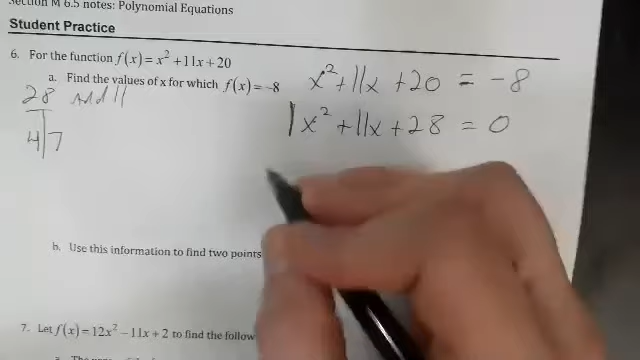 Section M 6.5 notes: Polynomial Equations
Student Practice
6. For the function f(x) = x² + 11x + 20
a. Find the values of x for which f(x) = -8
x² + 11x + 20 = -8
28 add 11
1x² + 11x + 28 = 0
4 7
b. Use this information to find two points
7. Let f(x) = 12x² - 11x + 2 to find the follow
a. The